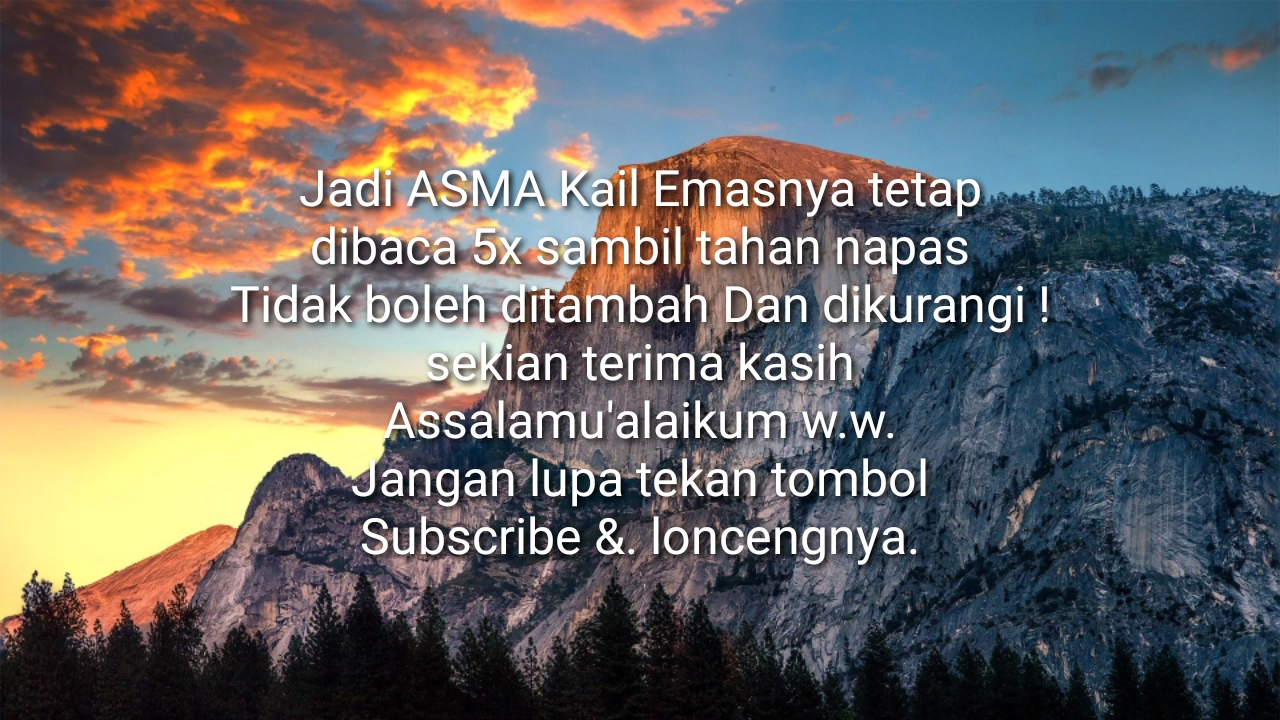 Jadi ASMA Kail Emasnya tetap
dibaca 5x sambil tahan napas
Tidak boleh ditambah Dan dikurangi !
sekian terima kasih
Assalamu'alaikum w.w.
Jangan lupa tekan tombol
Subscribe &. loncengnya.